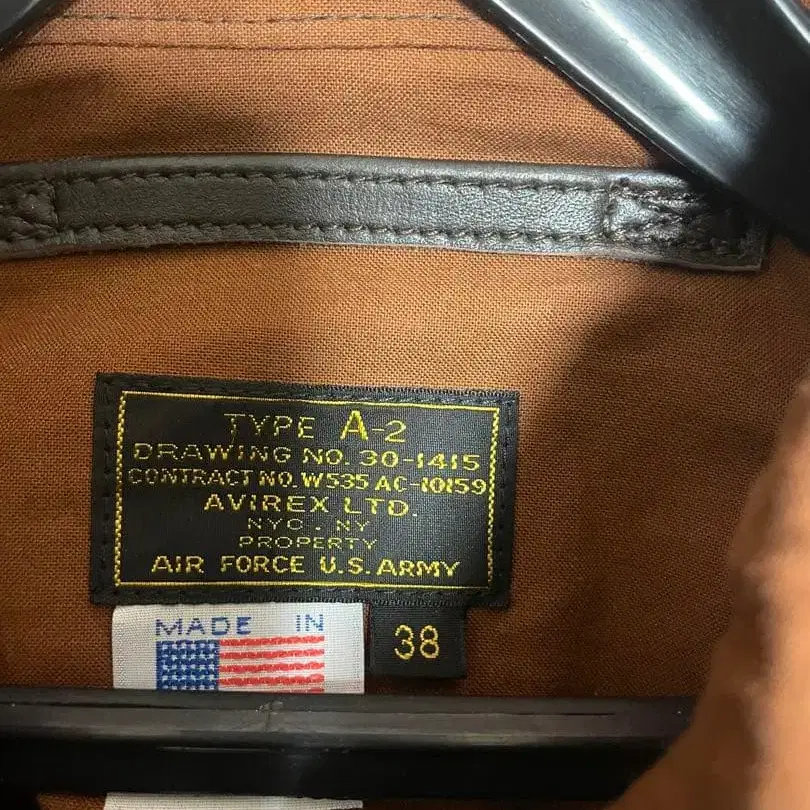 TYPE A-2
DRAWING NO. 30-1415
CONTRACT NO. W535 AC-10159
AVIREX LTD.
NYC. NY
PROPERTY
AIR FORCE U.S. ARMY
MADE IN
38